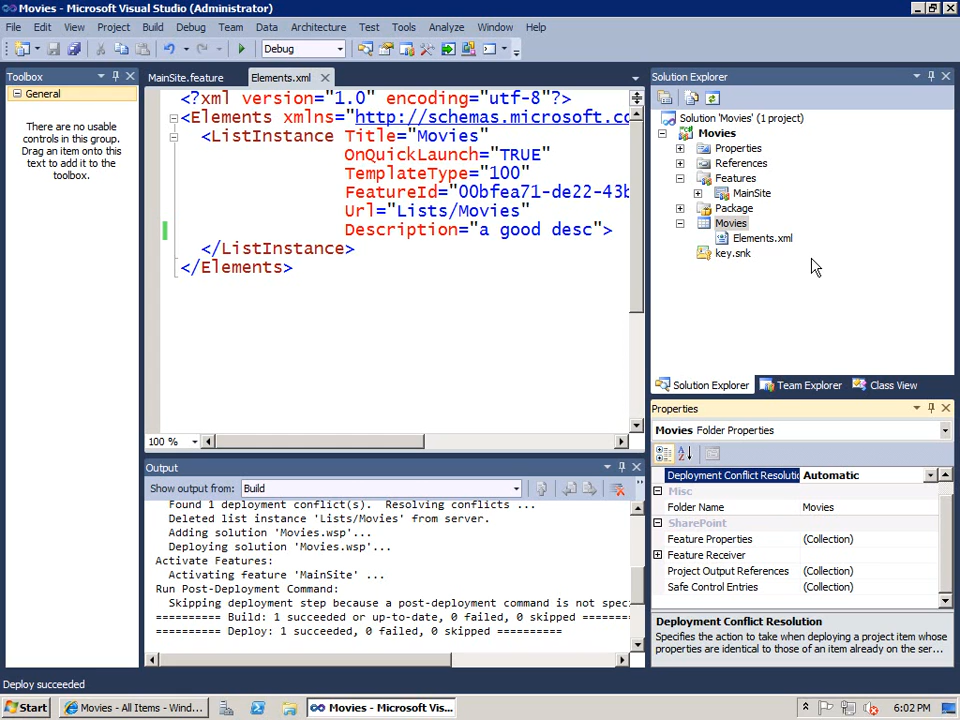 Movies - Microsoft Visual Studio (Administrator)
File Edit View Project Build Debug Team Data Tools Architecture Test Tools Analyze Window Help
Debug
Toolbox
General
There are no usable
controls in this group.
Drag an item onto this
text to add it to the
toolbox.
MainSite.feature Elements.xml
<?xml version="1.0" encoding="utf-8"?>
<Elements xmlns="http://schemas.microsoft.co
<ListInstance Title="Movies"
OnQuickLaunch="TRUE"
TemplateType="100"
FeatureId="00bfea71-de22-43b
Url="Lists/Movies"
Description="a good desc">
</ListInstance>
</Elements>
100 %
Output
Show output from: Build
Found 1 deployment conflict(s). Resolving conflicts ...
Deleted list instance 'Lists/Movies' from server.
Adding solution 'Movies.wsp'...
Deploying solution 'Movies.wsp'...
Activate Features:
Activating feature 'MainSite' ...
Run Post-Deployment Command:
Skipping deployment step because a post-deployment command is not spec
========== Build: 1 succeeded or up-to-date, 0 failed, 0 skipped =======
========== Deploy: 1 succeeded, 0 failed, 0 skipped ==========
Solution Explorer
Solution 'Movies' (1 project)
Movies
Properties
References
Features
MainSite
Package
Movies
Elements.xml
key.snk
Solution Explorer Team Explorer Class View
Properties
Movies Folder Properties
Deployment Conflict Resolutio Automatic
Misc
Folder Name Movies
SharePoint
Feature Properties (Collection)
Feature Receiver
Project Output References (Collection)
Safe Control Entries (Collection)
Deployment Conflict Resolution
Specifies the action to take when deploying a project item whose
properties are identical to those of an item already on the ser...
Deploy succeeded
Start Movies - All Items - Wind... Movies - Microsoft Vis... 6:02 PM